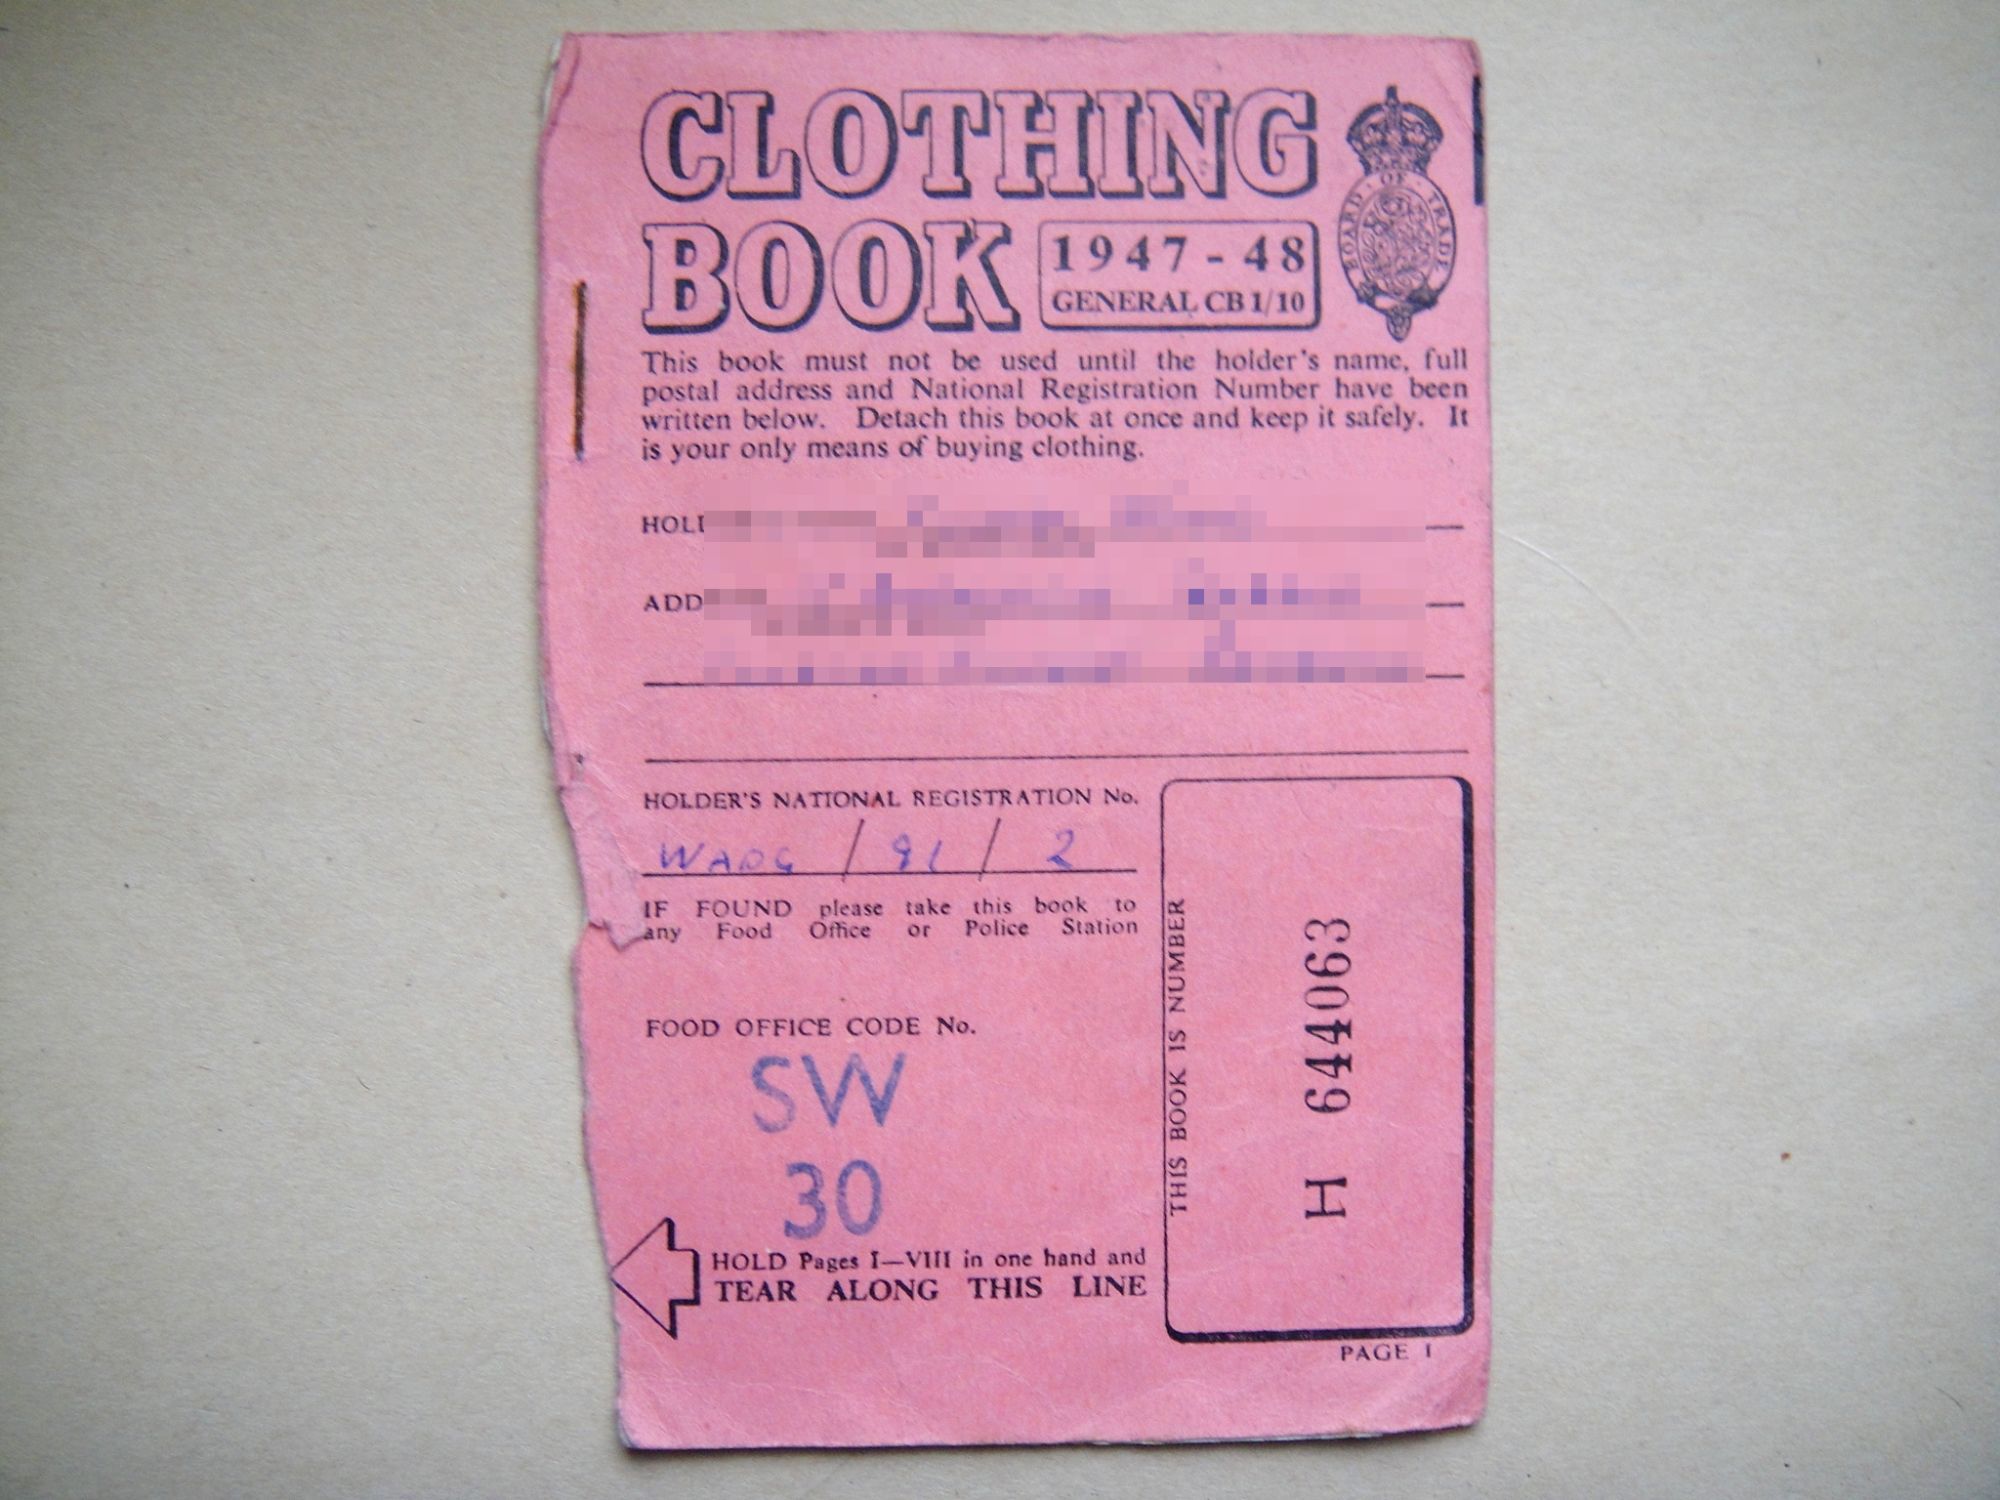 CLOTHING
BOOK
1947-48
GENERAL CB 1/10
BOARD OF TRADE
This book must not be used until the holder's name, full
postal address and National Registration Number have been
written below. Detach this book at once and keep it safely. It
is your only means of buying clothing.
HOLDER'S NATIONAL REGISTRATION No.
/ 91 / 2
IF FOUND please take this book to
any Food Office or Police Station
FOOD OFFICE CODE No.
SW
30
HOLD Pages I—VIII in one hand and
TEAR ALONG THIS LINE
THIS BOOK IS NUMBER
H 644063
PAGE I